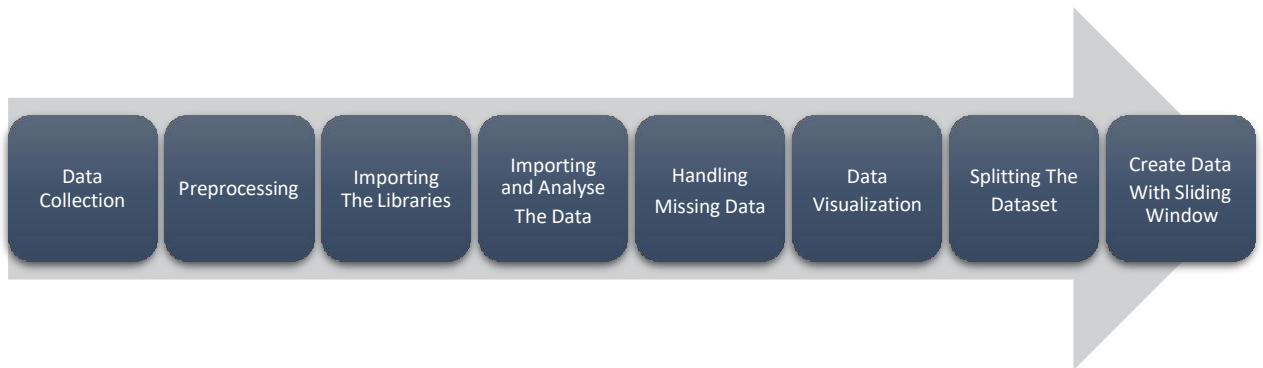 Data
Collection
Preprocessing
Importing
The Libraries
Importing
and Analyse
The Data
Handling
Missing Data
Data
Visualization
Splitting The
Dataset
Create Data
With Sliding
Window